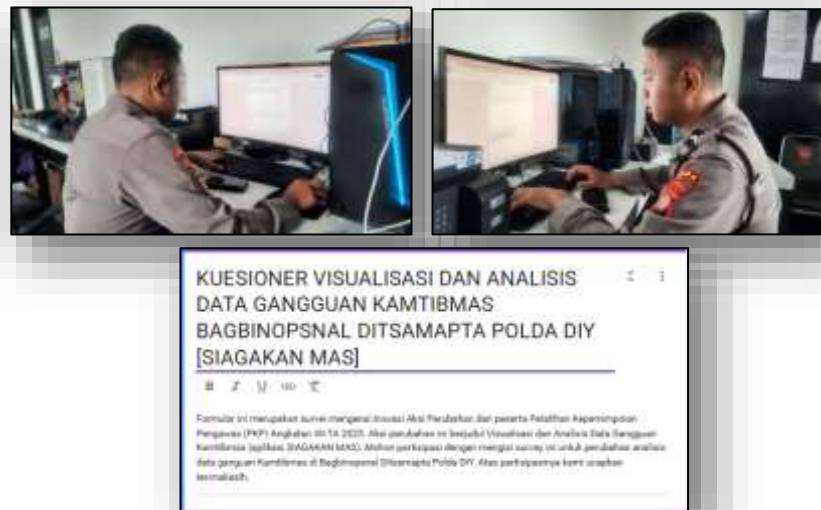 KUESIONER VISUALISASI DAN ANALISIS
DATA GANGGUAN KAMTIBMAS
BAGBINOPSNAL DITSAMAPTA POLDA DIY
[SIAGAKAN MAS]
B I U
Formulir ini merupakan survei mengenai inovasi Aksi Perubahan dari peserta Pelatihan Kepemimpinan
Pengawas (PKP) Angkatan TA Aksi perubahan ini berjudul Visualisasi dan Analisis Data Gangguan
Kamtibmas (aplikasi SIAGAKAN MAS). Mohon partisipasi dengan mengisi survey ini untuk perubahan analisis
data ganguan Kamtibmas di Bagbinopsnal Ditsamapta Polda DIY. Atas partisipasinya kami ucapkan
terimakasih.